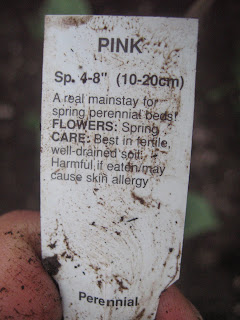 PINK
Sp. 4-8" (10-20cm)
A real mainstay for
spring perennial beds!
FLOWERS: Spring
CARE: Best in fertile,
well-drained soil.
Harmful if eaten/may
cause skin allergy
Perennial